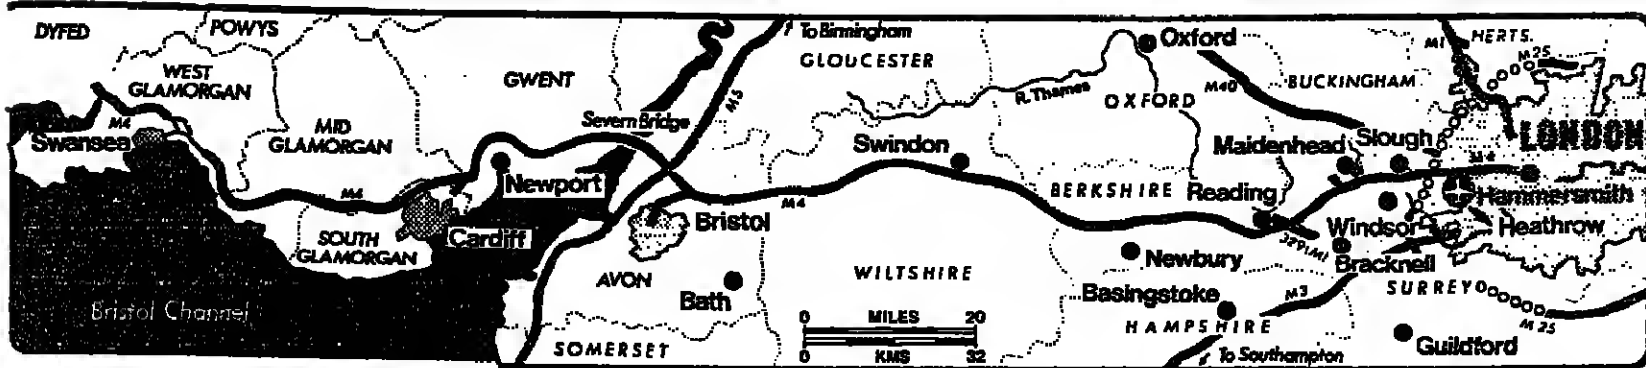 DYFED
POWYS
WEST
GLAMORGAN
M4
Swansea
MID
GLAMORGAN
GWENT
Severn Bridge
M5
To Birmingham
GLOUCESTER
Newport
M4
Cardiff
SOUTH
GLAMORGAN
Bristol Channel
Bristol
AVON
Bath
SOMERSET
M4
Swindon
WILTSHIRE
0 MILES 20
0 KMS 32
R. Thames
Oxford
OXFORD
M40
BUCKINGHAM
M1
HERTS.
M25
LONDON
Maidenhead
Slough
BERKSHIRE
Reading
Hammersmith
Windsor
Heathrow
329(M)
Bracknell
Newbury
Basingstoke
M3
HAMPSHIRE
To Southampton
SURREY
M25
Guildford